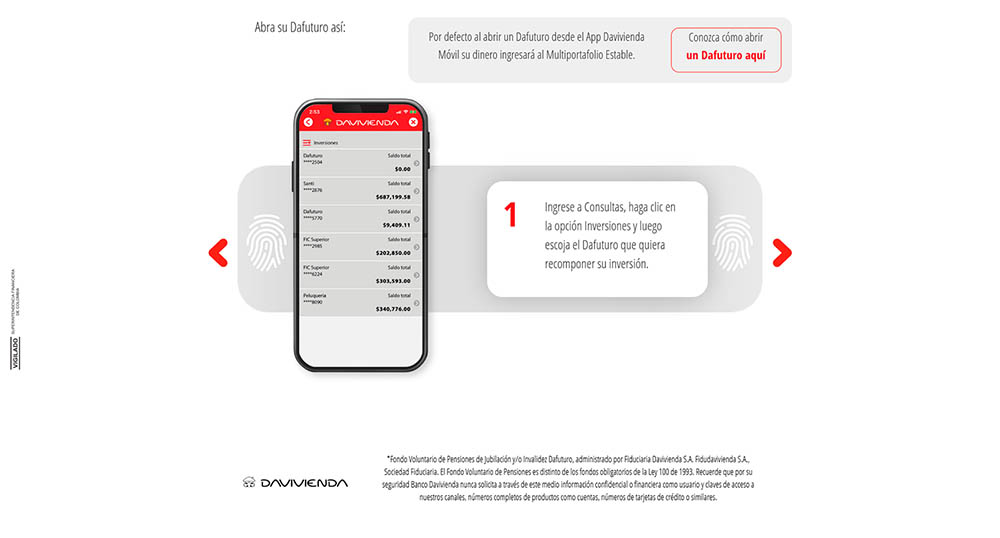 Abra su Dafuturo así:
Por defecto al abrir un Dafuturo desde el App Davivienda
Móvil su dinero ingresará al Multiportafolio Estable.
Conozca cómo abrir
un Dafuturo aquí
2:53
DAVIVIENDA
Inversiones
Dafuturo Saldo total
****2504
$0.00
Santi Saldo total
****2876
$687,199.58
Dafuturo Saldo total
****5770
$9,409.11
FIC Superior Saldo total
****2985
$202,850.00
FIC Superior Saldo total
****6224
$303,593.00
Peluqueria Saldo total
****8090
$340,776.00
1
Ingrese a Consultas, haga clic en
la opción Inversiones y luego
escoja el Dafuturo que quiera
recomponer su inversión.
VIGILADO
SUPERINTENDENCIA FINANCIERA
DE COLOMBIA
DAVIVIENDA
*Fondo Voluntario de Pensiones de Jubilación y/o Invalidez Dafuturo, administrado por Fiduciaria Davivienda S.A. Fidudavivienda S.A.,
Sociedad Fiduciaria. El Fondo Voluntario de Pensiones es distinto de los fondos obligatorios de la Ley 100 de 1993. Recuerde que por su
seguridad Banco Davivienda nunca solicita a través de este medio información confidencial o financiera como usuario y claves de acceso a
nuestros canales, números completos de productos como cuentas, números de tarjetas de crédito o similares.